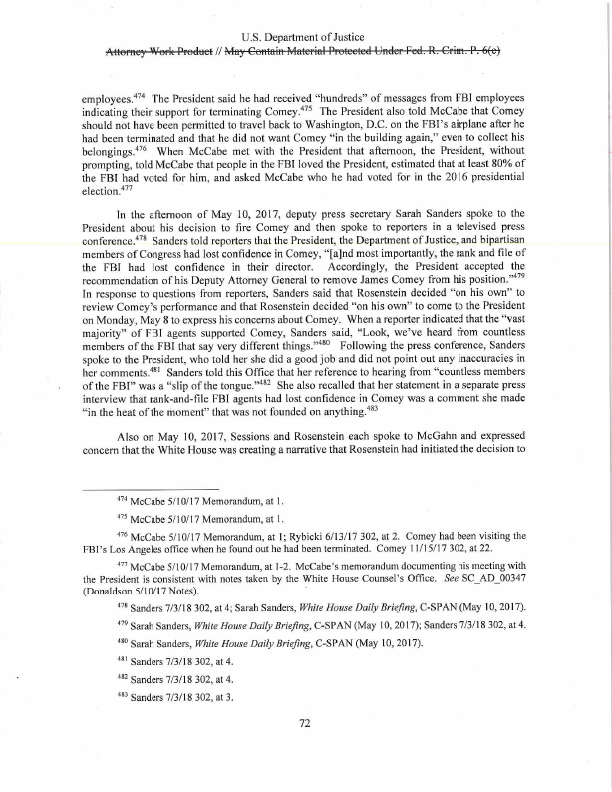 U.S. Department of Justice
Attorney Work Product // May Contain Material Protected Under Fed. R. Crim. P. 6(e)
employees.474 The President said he had received “hundreds” of messages from FBI employees
indicating their support for terminating Comey.475 The President also told McCabe that Comey
should not have been permitted to travel back to Washington, D.C. on the FBI’s airplane after he
had been terminated and that he did not want Comey “in the building again,” even to collect his
belongings.476 When McCabe met with the President that afternoon, the President, without
prompting, told McCabe that people in the FBI loved the President, estimated that at least 80% of
the FBI had voted for him, and asked McCabe who he had voted for in the 2016 presidential
election.477
In the afternoon of May 10, 2017, deputy press secretary Sarah Sanders spoke to the
President about his decision to fire Comey and then spoke to reporters in a televised press
conference.478 Sanders told reporters that the President, the Department of Justice, and bipartisan
members of Congress had lost confidence in Comey, “[a]nd most importantly, the rank and file of
the FBI had lost confidence in their director. Accordingly, the President accepted the
recommendation of his Deputy Attorney General to remove James Comey from his position.”479
In response to questions from reporters, Sanders said that Rosenstein decided “on his own” to
review Comey’s performance and that Rosenstein decided “on his own” to come to the President
on Monday, May 8 to express his concerns about Comey. When a reporter indicated that the “vast
majority” of FBI agents supported Comey, Sanders said, “Look, we’ve heard from countless
members of the FBI that say very different things.”480 Following the press conference, Sanders
spoke to the President, who told her she did a good job and did not point out any inaccuracies in
her comments.481 Sanders told this Office that her reference to hearing from “countless members
of the FBI” was a “slip of the tongue.”482 She also recalled that her statement in a separate press
interview that rank-and-file FBI agents had lost confidence in Comey was a comment she made
“in the heat of the moment” that was not founded on anything.483
Also on May 10, 2017, Sessions and Rosenstein each spoke to McGahn and expressed
concern that the White House was creating a narrative that Rosenstein had initiated the decision to
474 McCabe 5/10/17 Memorandum, at 1.
475 McCabe 5/10/17 Memorandum, at 1.
476 McCabe 5/10/17 Memorandum, at 1; Rybicki 6/13/17 302, at 2. Comey had been visiting the
FBI’s Los Angeles office when he found out he had been terminated. Comey 11/15/17 302, at 22.
477 McCabe 5/10/17 Memorandum, at 1-2. McCabe’s memorandum documenting his meeting with
the President is consistent with notes taken by the White House Counsel’s Office. See SC_AD_00347
(Donaldson 5/10/17 Notes).
478 Sanders 7/3/18 302, at 4; Sarah Sanders, White House Daily Briefing, C-SPAN (May 10, 2017).
479 Sarah Sanders, White House Daily Briefing, C-SPAN (May 10, 2017); Sanders 7/3/18 302, at 4.
480 Sarah Sanders, White House Daily Briefing, C-SPAN (May 10, 2017).
481 Sanders 7/3/18 302, at 4.
482 Sanders 7/3/18 302, at 4.
483 Sanders 7/3/18 302, at 3.
72